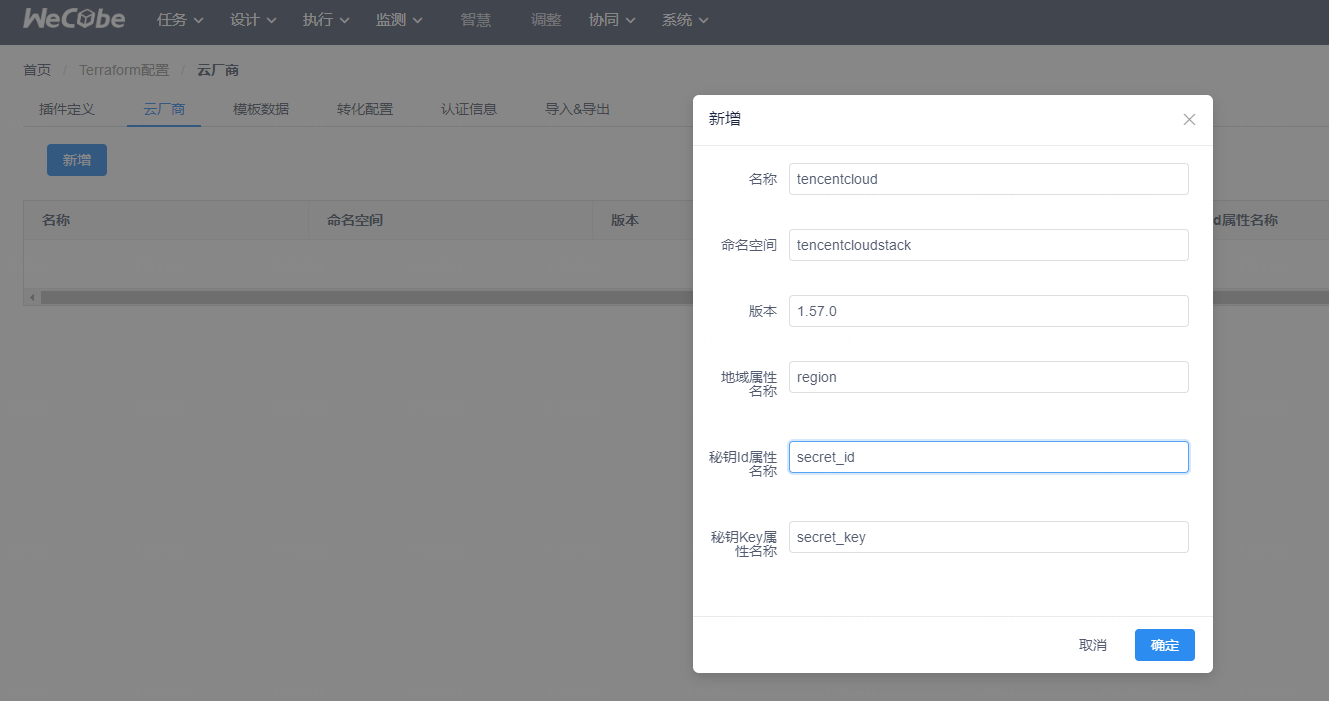 WeCube 任务 设计 执行 监测 智慧 调整 协同 系统
首页 / Terraform配置 / 云厂商
插件定义 云厂商 模板数据 转化配置 认证信息 导入&导出
新增
名称 命名空间 版本 d属性名称
新增
名称 tencentcloud
命名空间 tencentcloudstack
版本 1.57.0
地域属性 region
名称
秘钥Id属性 secret_id
名称
秘钥Key属 secret_key
性名称
取消 确定